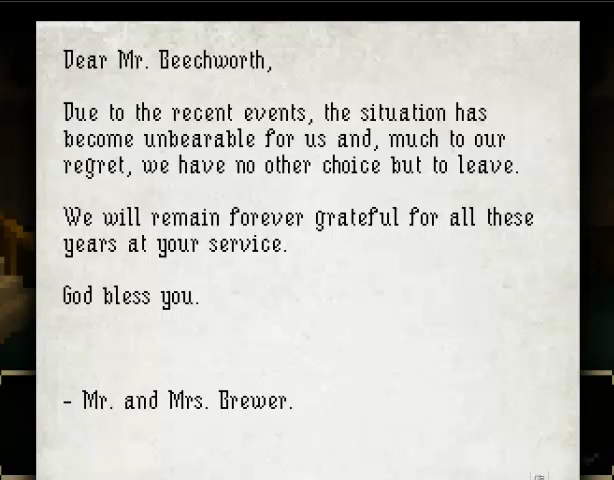 Dear Mr. Beechworth,
Due to the recent events, the situation has
become unbearable for us and, much to our
regret, we have no other choice but to leave.
We will remain forever grateful for all these
years at your service.
God bless you.
- Mr. and Mrs. Brewer.